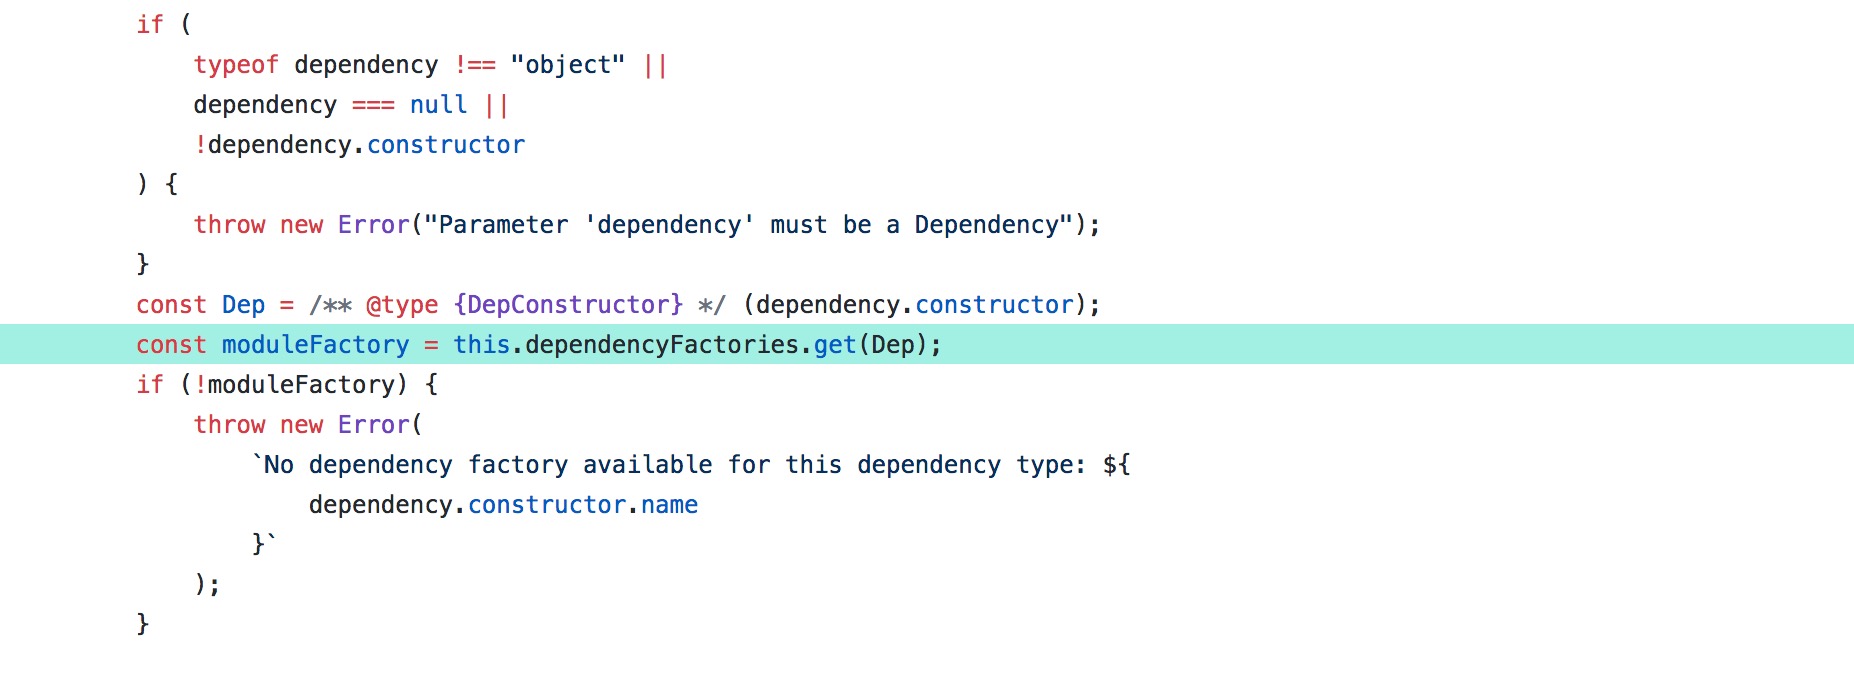 if (
typeof dependency !== "object" ||
dependency === null ||
!dependency.constructor
) {
throw new Error("Parameter 'dependency' must be a Dependency");
}
const Dep = /** @type {DepConstructor} */ (dependency.constructor);
const moduleFactory = this.dependencyFactories.get(Dep);
if (!moduleFactory) {
throw new Error(
`No dependency factory available for this dependency type: ${
dependency.constructor.name
}`
);
}